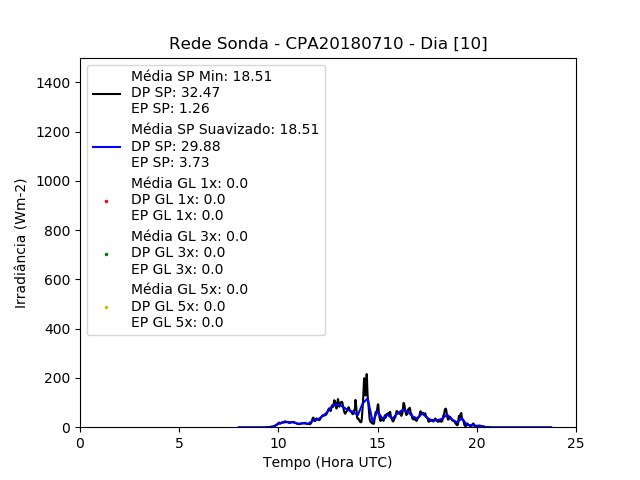 Rede Sonda - CPA20180710 - Dia [10]
Irradiância (Wm-2)
1400
1200
1000
800
600
400
200
0
Média SP Min: 18.51
DP SP: 32.47
EP SP: 1.26
Média SP Suavizado: 18.51
DP SP: 29.88
EP SP: 3.73
Média GL 1x: 0.0
DP GL 1x: 0.0
EP GL 1x: 0.0
Média GL 3x: 0.0
DP GL 3x: 0.0
EP GL 3x: 0.0
Média GL 5x: 0.0
DP GL 5x: 0.0
EP GL 5x: 0.0
0 5 10 15 20 25
Tempo (Hora UTC)